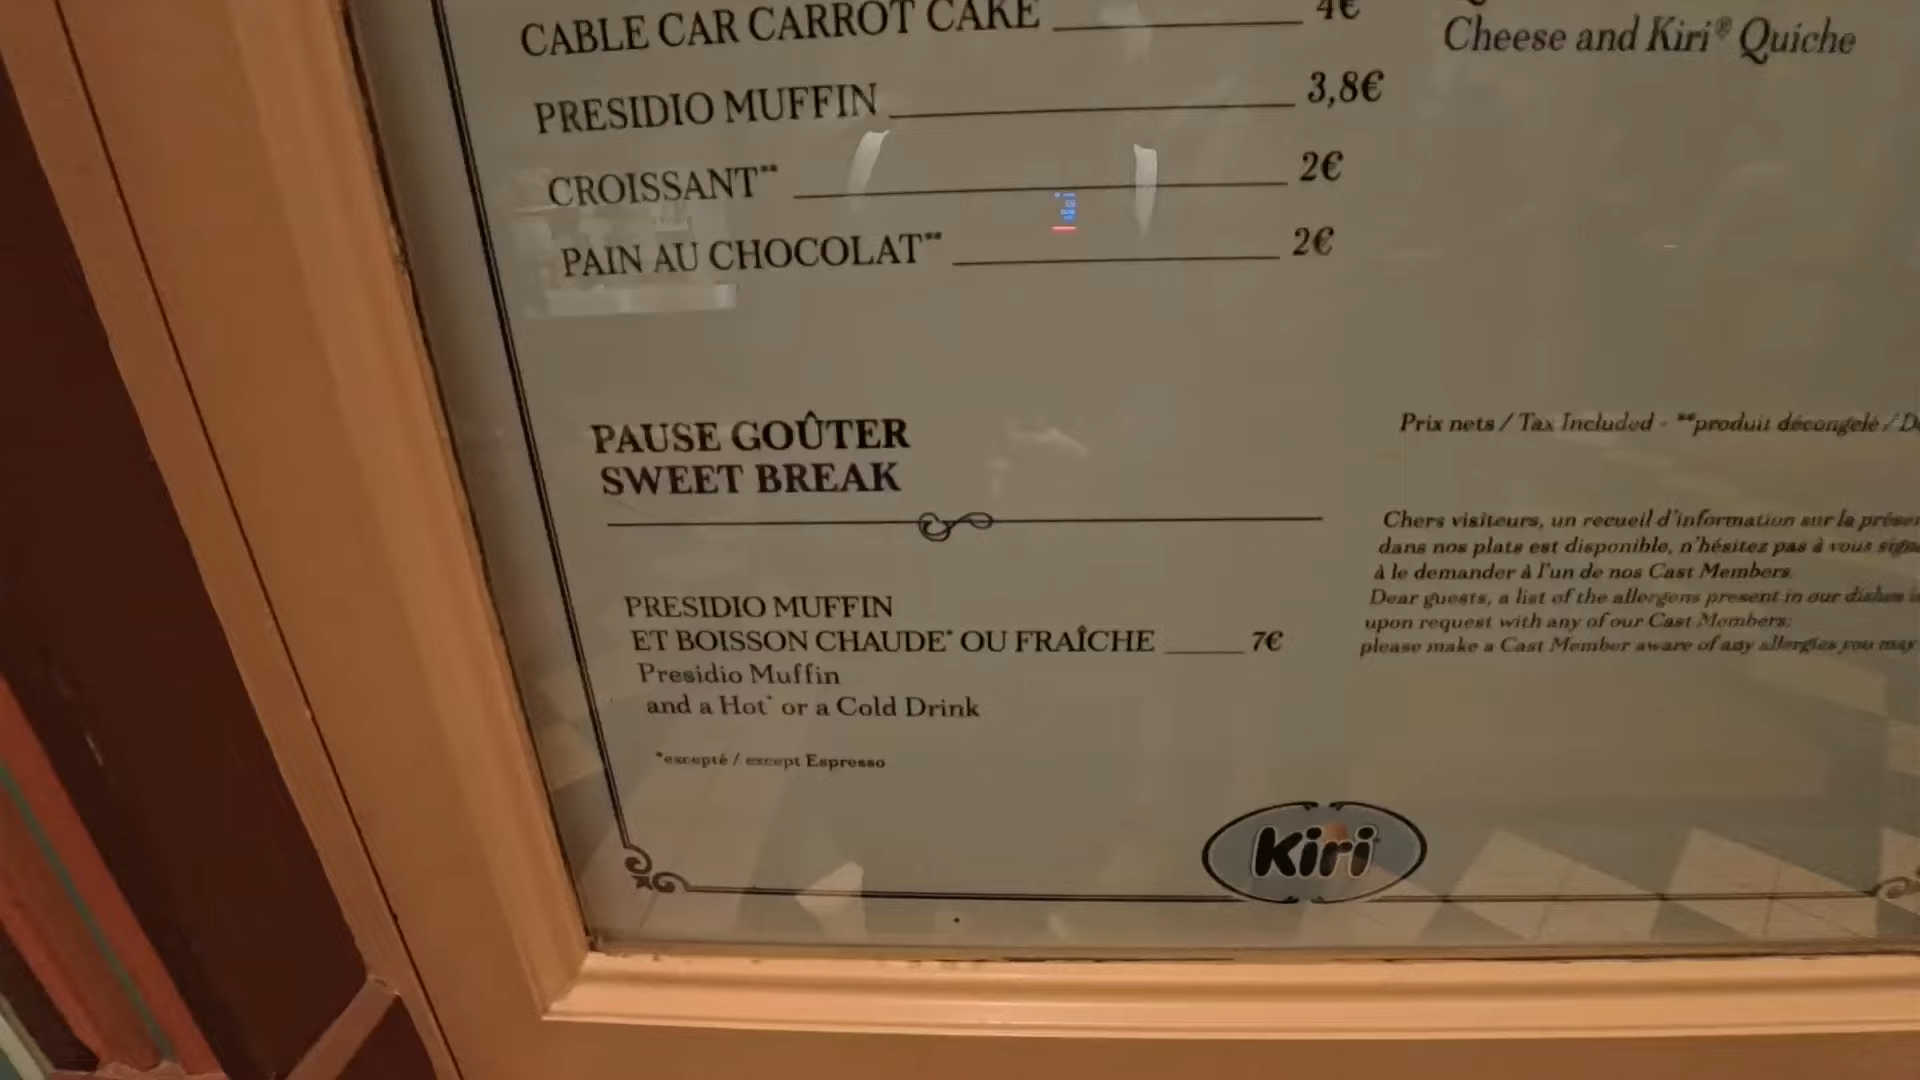 CABLE CAR CARROT CAKE 4€
PRESIDIO MUFFIN 3,8€
CROISSANT** 2€
PAIN AU CHOCOLAT** 2€
PAUSE GOÛTER
SWEET BREAK
PRESIDIO MUFFIN
ET BOISSON CHAUDE* OU FRAÎCHE 7€
Presidio Muffin
and a Hot* or a Cold Drink
*excepté / except Espresso
Cheese and Kiri® Quiche
Prix nets / Tax Included - **produit décongelé /
Chers visiteurs, un recueil d'information sur la
dans nos plats est disponible, n'hésitez pas à vous
à le demander à l'un de nos Cast Members.
Dear guests, a list of the allergens present in our dishes
upon request with any of our Cast Members;
please make a Cast Member aware of any allergies you may
Kiri